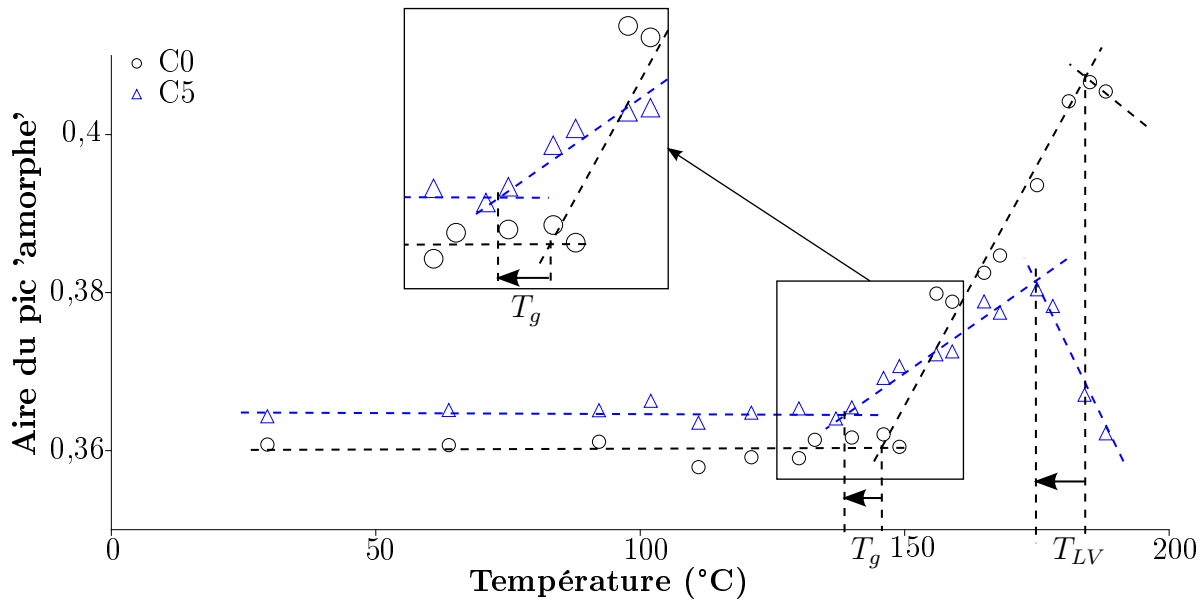 C0
C5
0,4
0,38
0,36
Aire du pic 'amorphe'
T_g
0
50
100
150
200
T_g
T_LV
Température (°C)